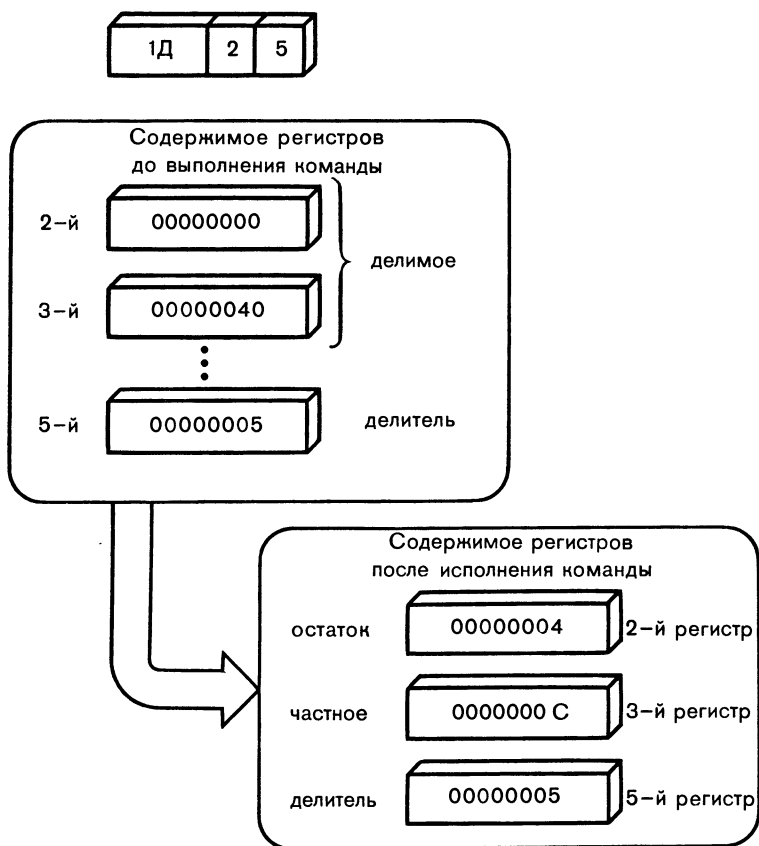 1Д 2 5
Содержимое регистров
до выполнения команды
2-й 00000000
делимое
3-й 00000040
5-й 00000005 делитель
Содержимое регистров
после исполнения команды
остаток 00000004 2-й регистр
частное 0000000 С 3-й регистр
делитель 00000005 5-й регистр